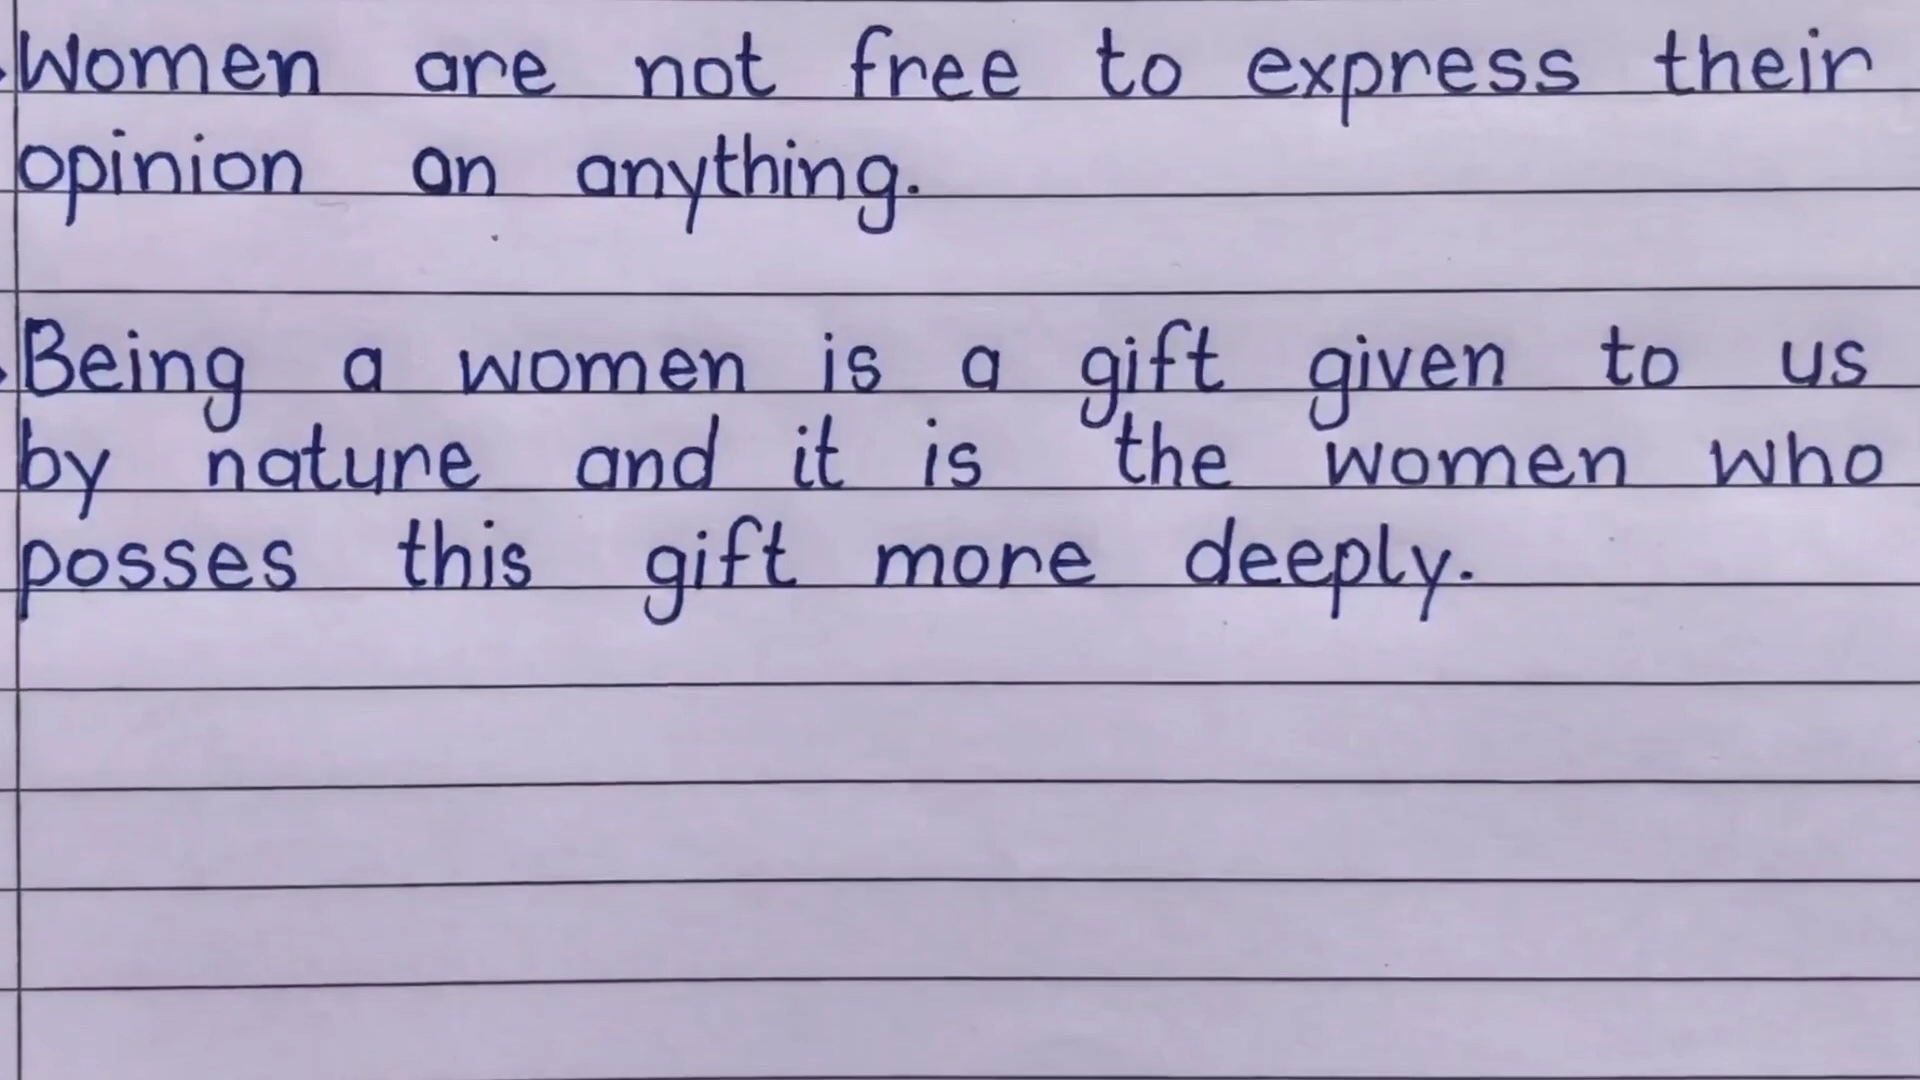 Women are not free to express their
opinion on anything.
Being a women is a gift given to us
by nature and it is the women who
posses this gift more deeply.